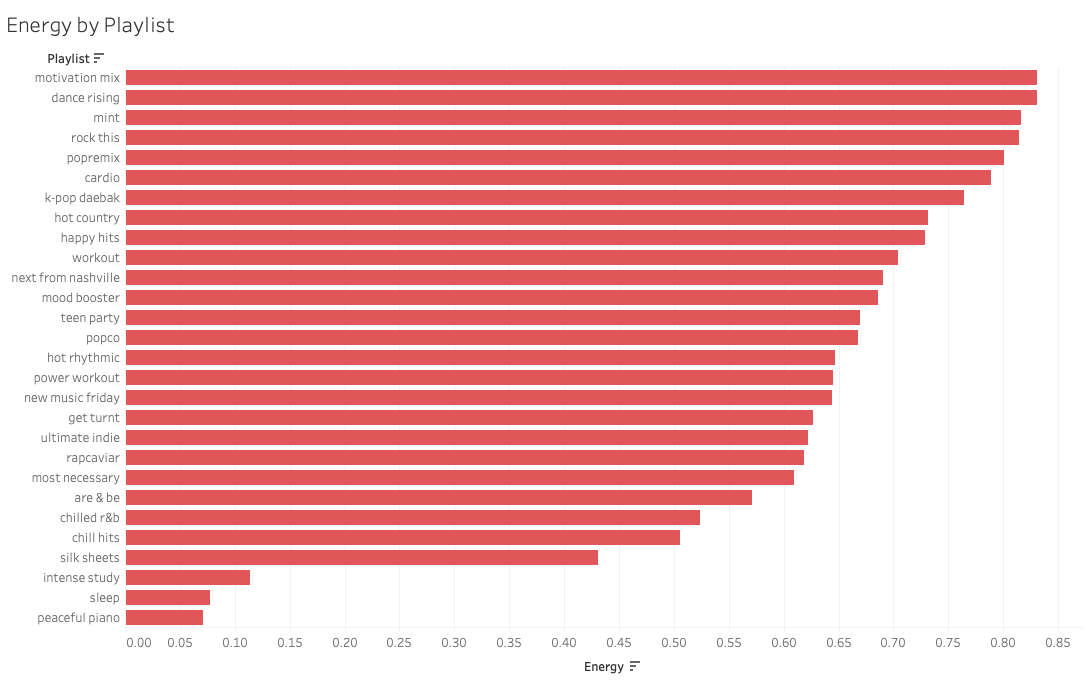 Energy by Playlist
Playlist
motivation mix
dance rising
mint
rock this
popremix
cardio
k-pop daebak
hot country
happy hits
workout
next from nashville
mood booster
teen party
popco
hot rhythmic
power workout
new music friday
get turnt
ultimate indie
rapcaviar
most necessary
are & be
chilled r&b
chill hits
silk sheets
intense study
sleep
peaceful piano
0.00 0.05 0.10 0.15 0.20 0.25 0.30 0.35 0.40 0.45 0.50 0.55 0.60 0.65 0.70 0.75 0.80 0.85
Energy